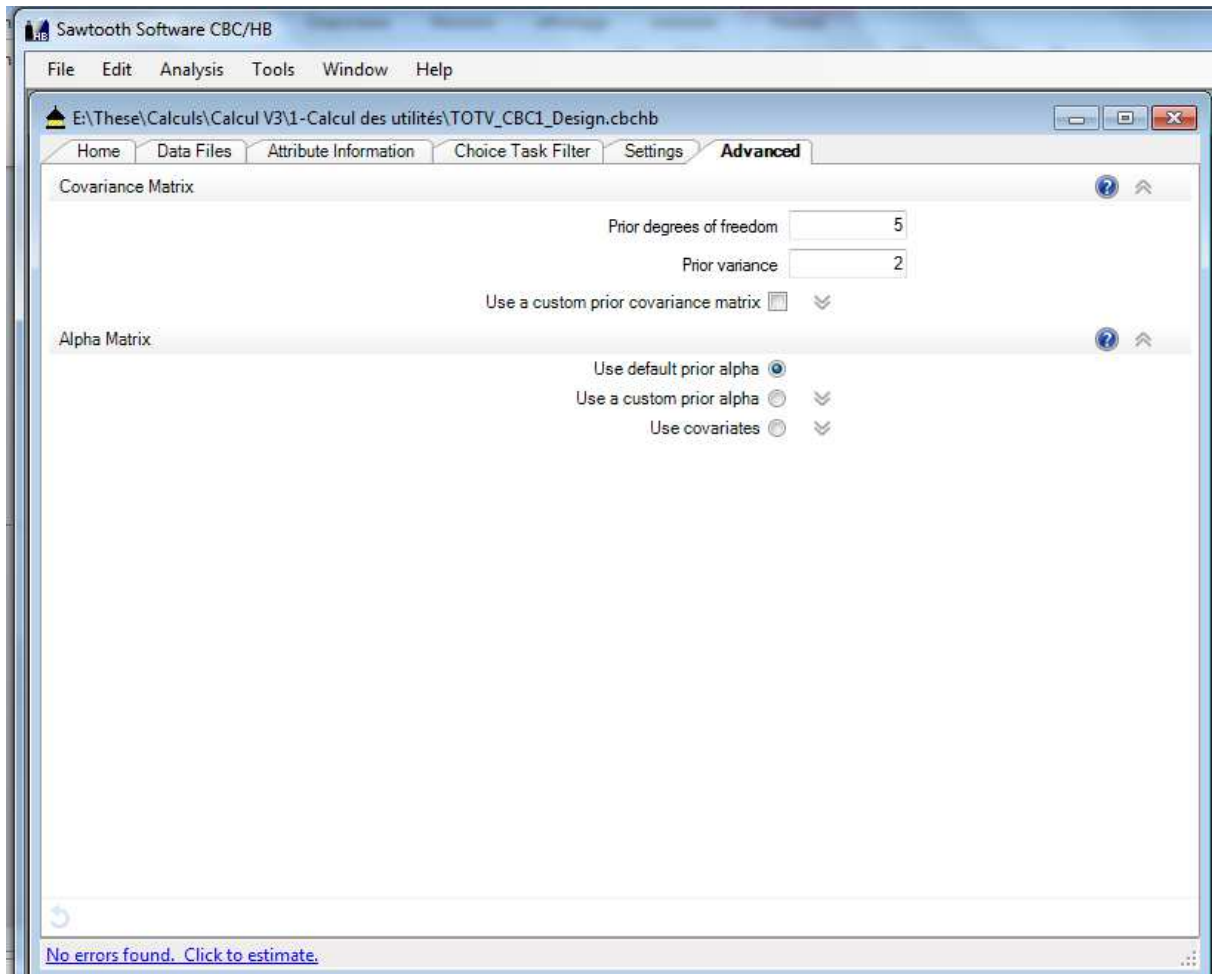 Sawtooth Software CBC/HB
File Edit Analysis Tools Window Help
E:\These\Calculs\Calcul V3\1-Calcul des utilités\TOTV_CBC1_Design.cbchb
Home Data Files Attribute Information Choice Task Filter Settings Advanced
Covariance Matrix
Prior degrees of freedom 5
Prior variance 2
Use a custom prior covariance matrix
Alpha Matrix
Use default prior alpha
Use a custom prior alpha
Use covariates
No errors found. Click to estimate.